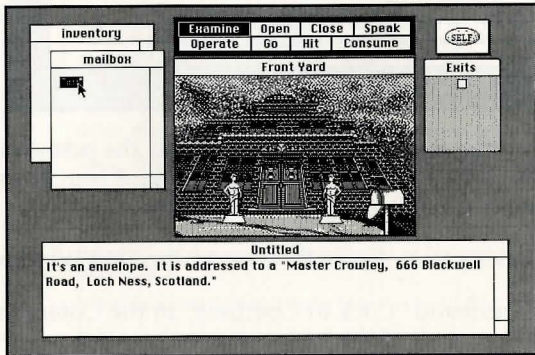 inventory
mailbox
Examine Open Close Speak
Operate Go Hit Consume
SELF
Front Yard
Exits
Untitled
It's an envelope. It is addressed to a "Master Crowley, 666 Blackwell
Road, Loch Ness, Scotland."